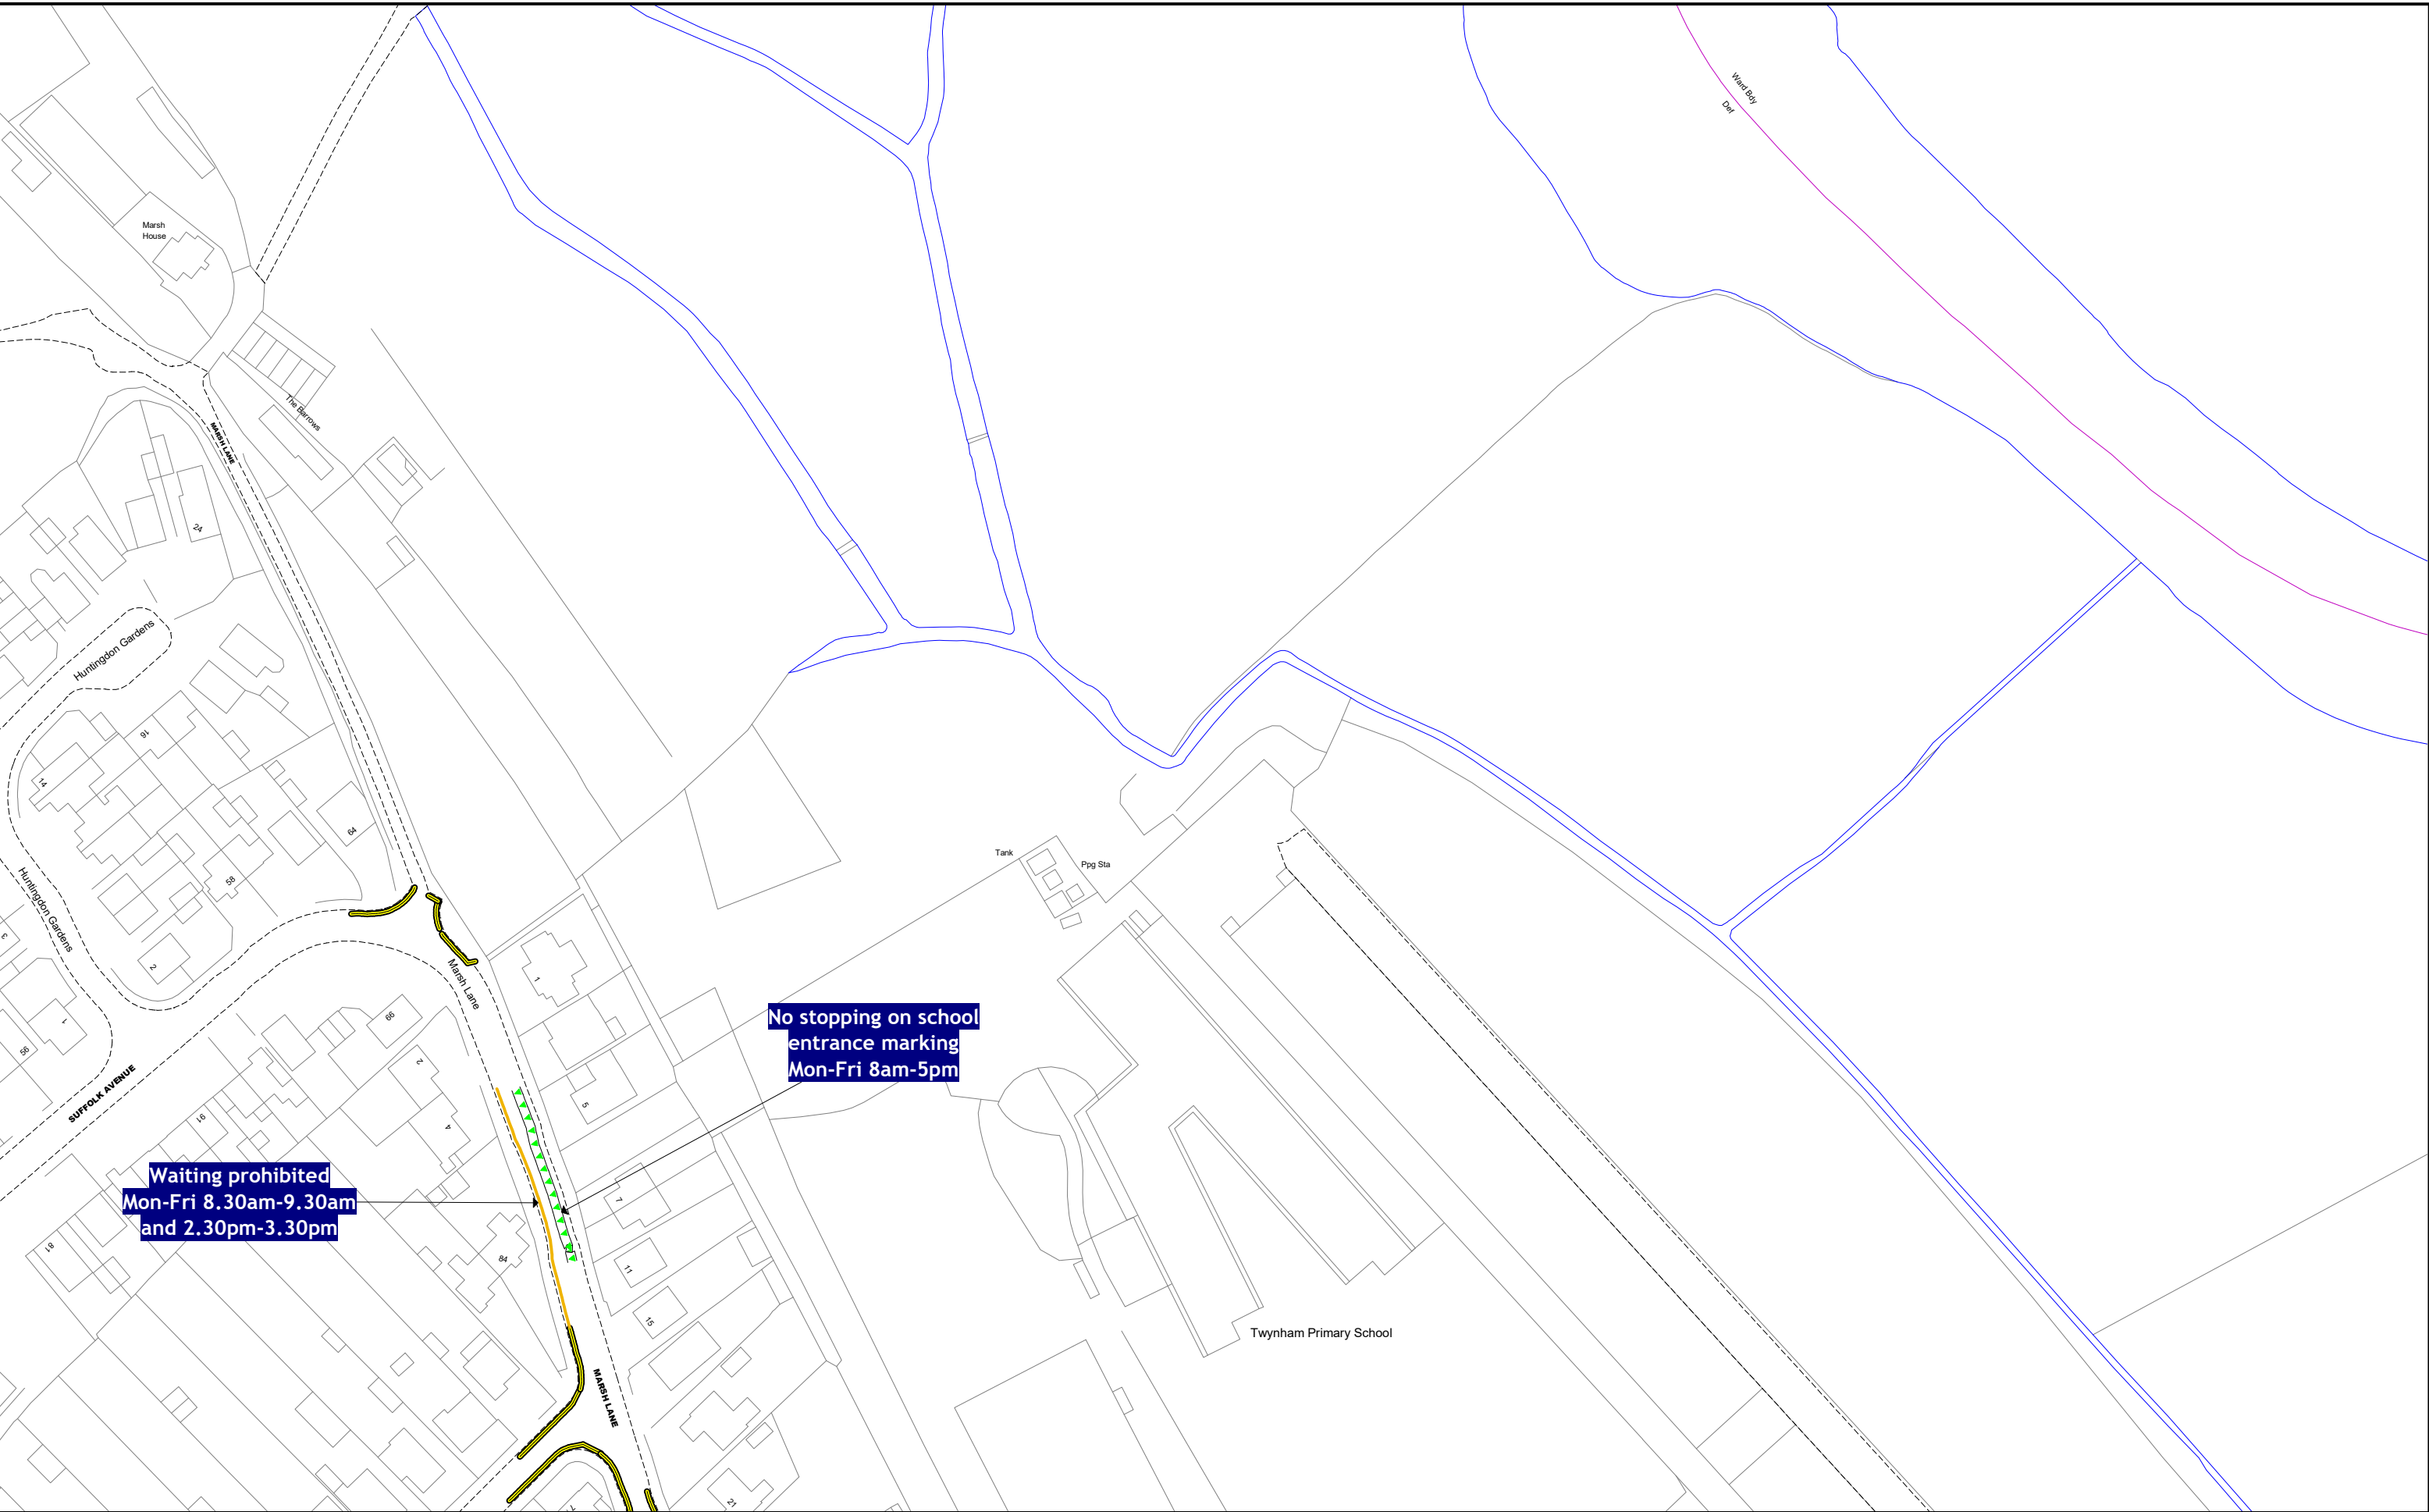 Ward Bdy
Def
Marsh
House
The Barrows
MARSH LANE
24
Huntingdon Gardens
16
14
64
58
Huntingdon Gardens
3
2
1
56
Marsh Lane
1
66
2
4
5
SUFFOLK AVENUE
91
81
Tank
Ppg Sta
No stopping on school
entrance marking
Mon-Fri 8am-5pm
Waiting prohibited
Mon-Fri 8.30am-9.30am
and 2.30pm-3.30pm
7
84
11
15
Twynham Primary School
MARSH LANE
21